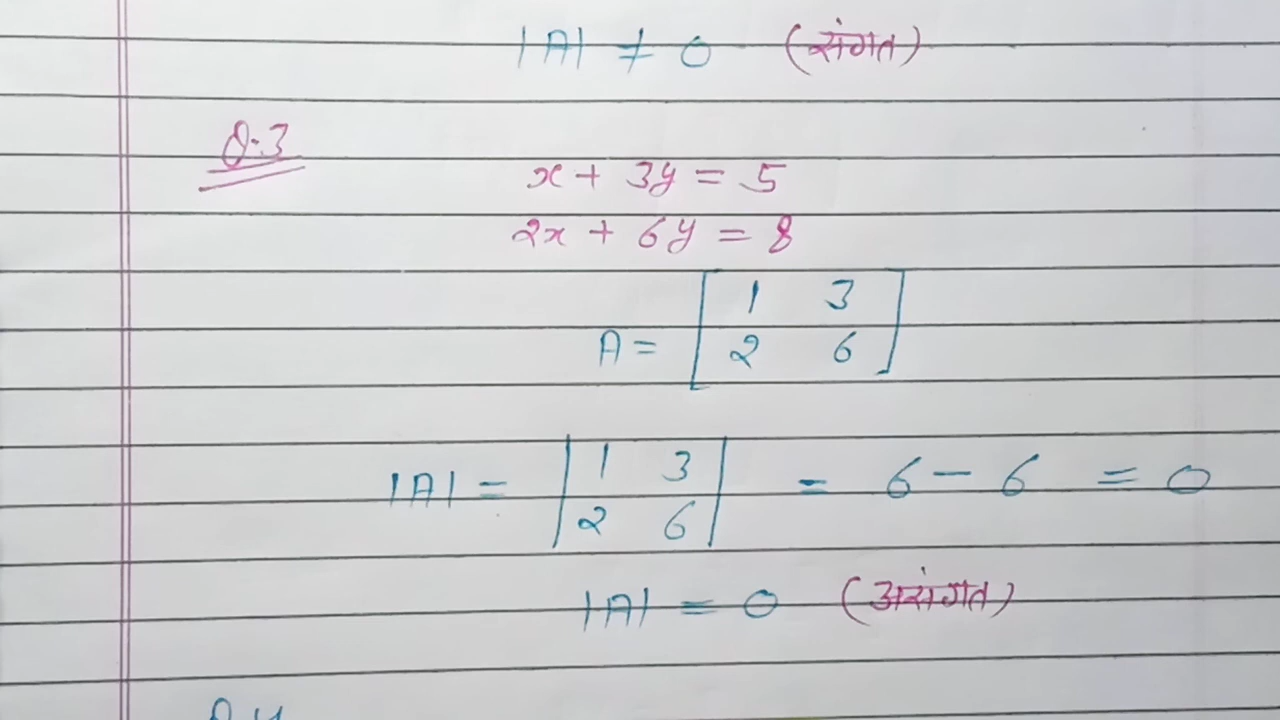 |A| ≠ 0 (संगत)
Q.3
x + 3y = 5
2x + 6y = 8
A = [ 1 3
2 6 ]
|A| = | 1 3
2 6 | = 6 - 6 = 0
|A| = 0 (असंगत)